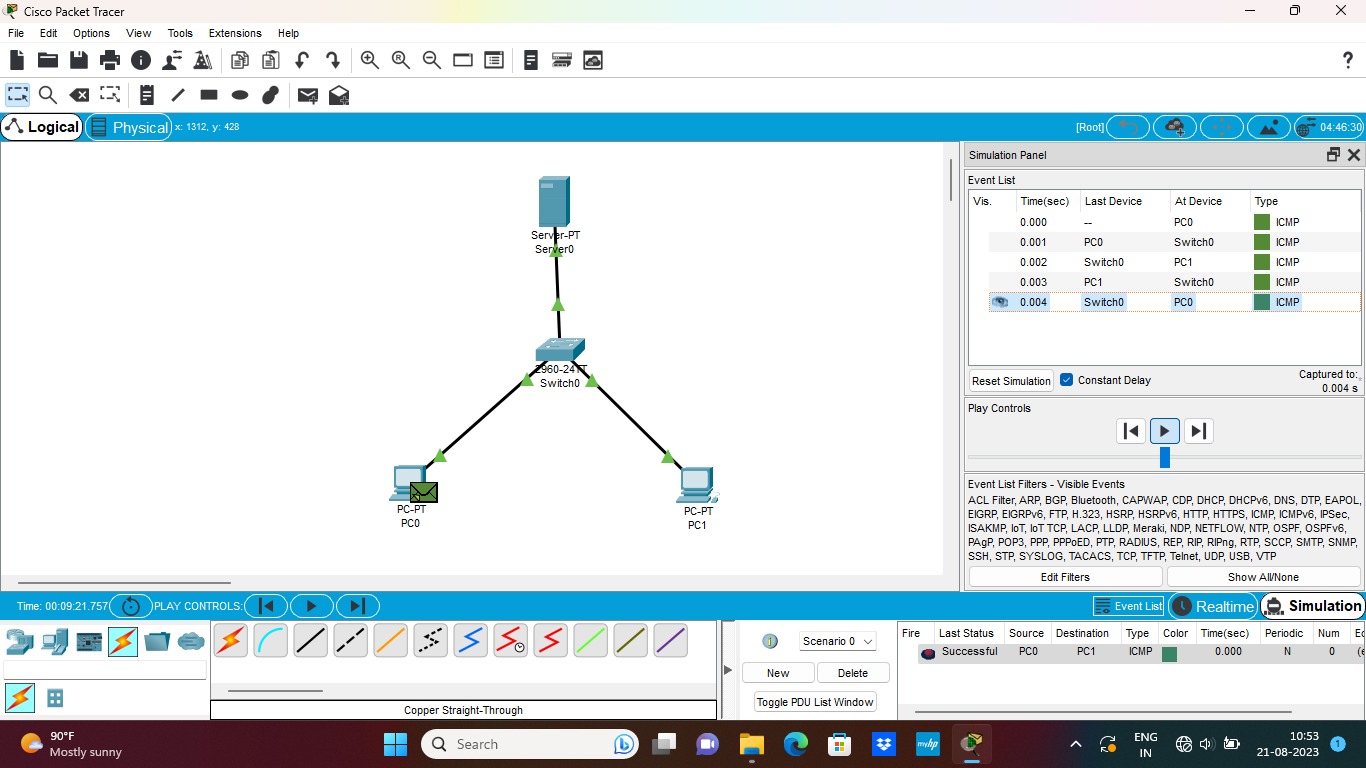 Cisco Packet Tracer
File Edit Options View Tools Extensions Help
Logical Physical x: 1312, y: 428 [Root] 04:46:30
Simulation Panel
Event List
Vis. Time(sec) Last Device At Device Type
0.000 -- PC0 ICMP
0.001 PC0 Switch0 ICMP
0.002 Switch0 PC1 ICMP
0.003 PC1 Switch0 ICMP
0.004 Switch0 PC0 ICMP
Reset Simulation Constant Delay Captured to:
0.004 s
Play Controls
Event List Filters - Visible Events
ACL Filter, ARP, BGP, Bluetooth, CAPWAP, CDP, DHCP, DHCPv6, DNS, DTP, EAPOL,
EIGRP, EIGRPv6, FTP, H.323, HSRP, HSRPv6, HTTP, HTTPS, ICMP, ICMPv6, IPSec,
ISAKMP, IoT, IoT TCP, LACP, LLDP, Meraki, NDP, NETFLOW, NTP, OSPF, OSPFv6,
PAgP, POP3, PPP, PPPoED, PTP, RADIUS, REP, RIP, RIPng, RTP, SCCP, SMTP, SNMP,
SSH, STP, SYSLOG, TACACS, TCP, TFTP, Telnet, UDP, USB, VTP
Edit Filters Show All/None
Server-PT
Server0
2960-24TT
Switch0
PC-PT
PC0
PC-PT
PC1
Time: 00:09:21.757 PLAY CONTROLS: Event List Realtime Simulation
Scenario 0
New Delete
Toggle PDU List Window
Fire Last Status Source Destination Type Color Time(sec) Periodic Num Ec
Successful PC0 PC1 ICMP 0.000 N 0 (e
Copper Straight-Through
90°F
Mostly sunny
Search
myhp
ENG
IN
10:53
21-08-2023
1